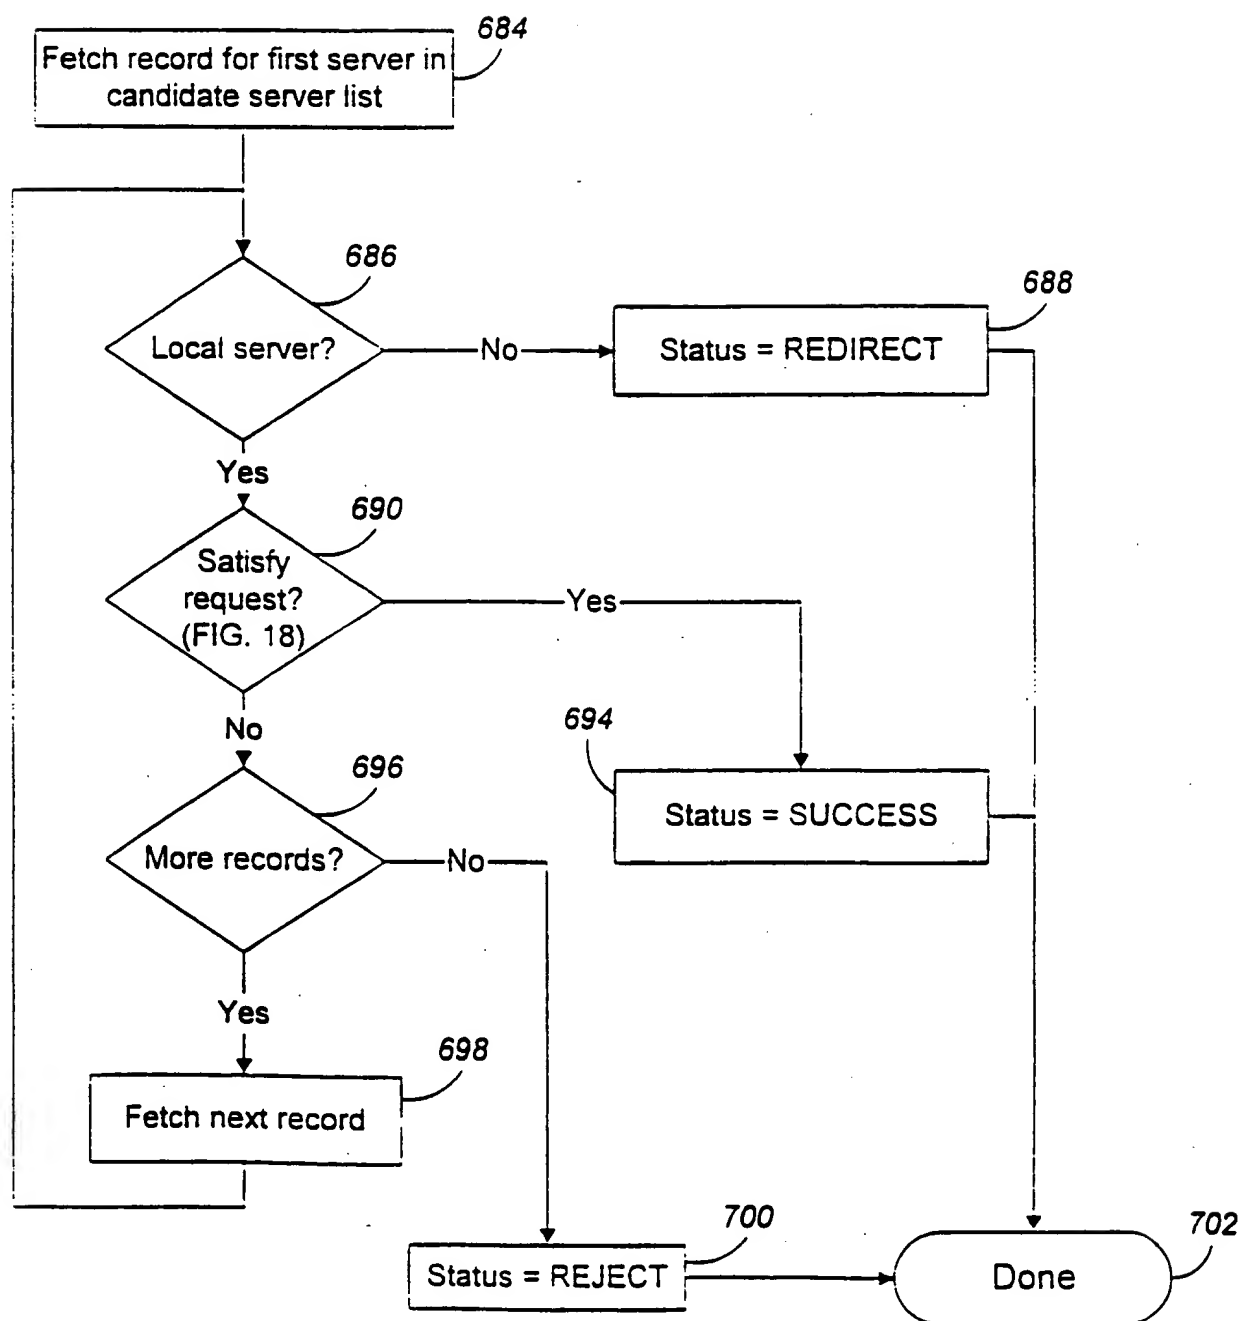 684
Fetch record for first server in
candidate server list
686
Local server?
No
688
Status = REDIRECT
Yes
690
Satisfy
request?
(FIG. 18)
Yes
No
694
Status = SUCCESS
696
More records?
No
Yes
698
Fetch next record
700
Status = REJECT
702
Done